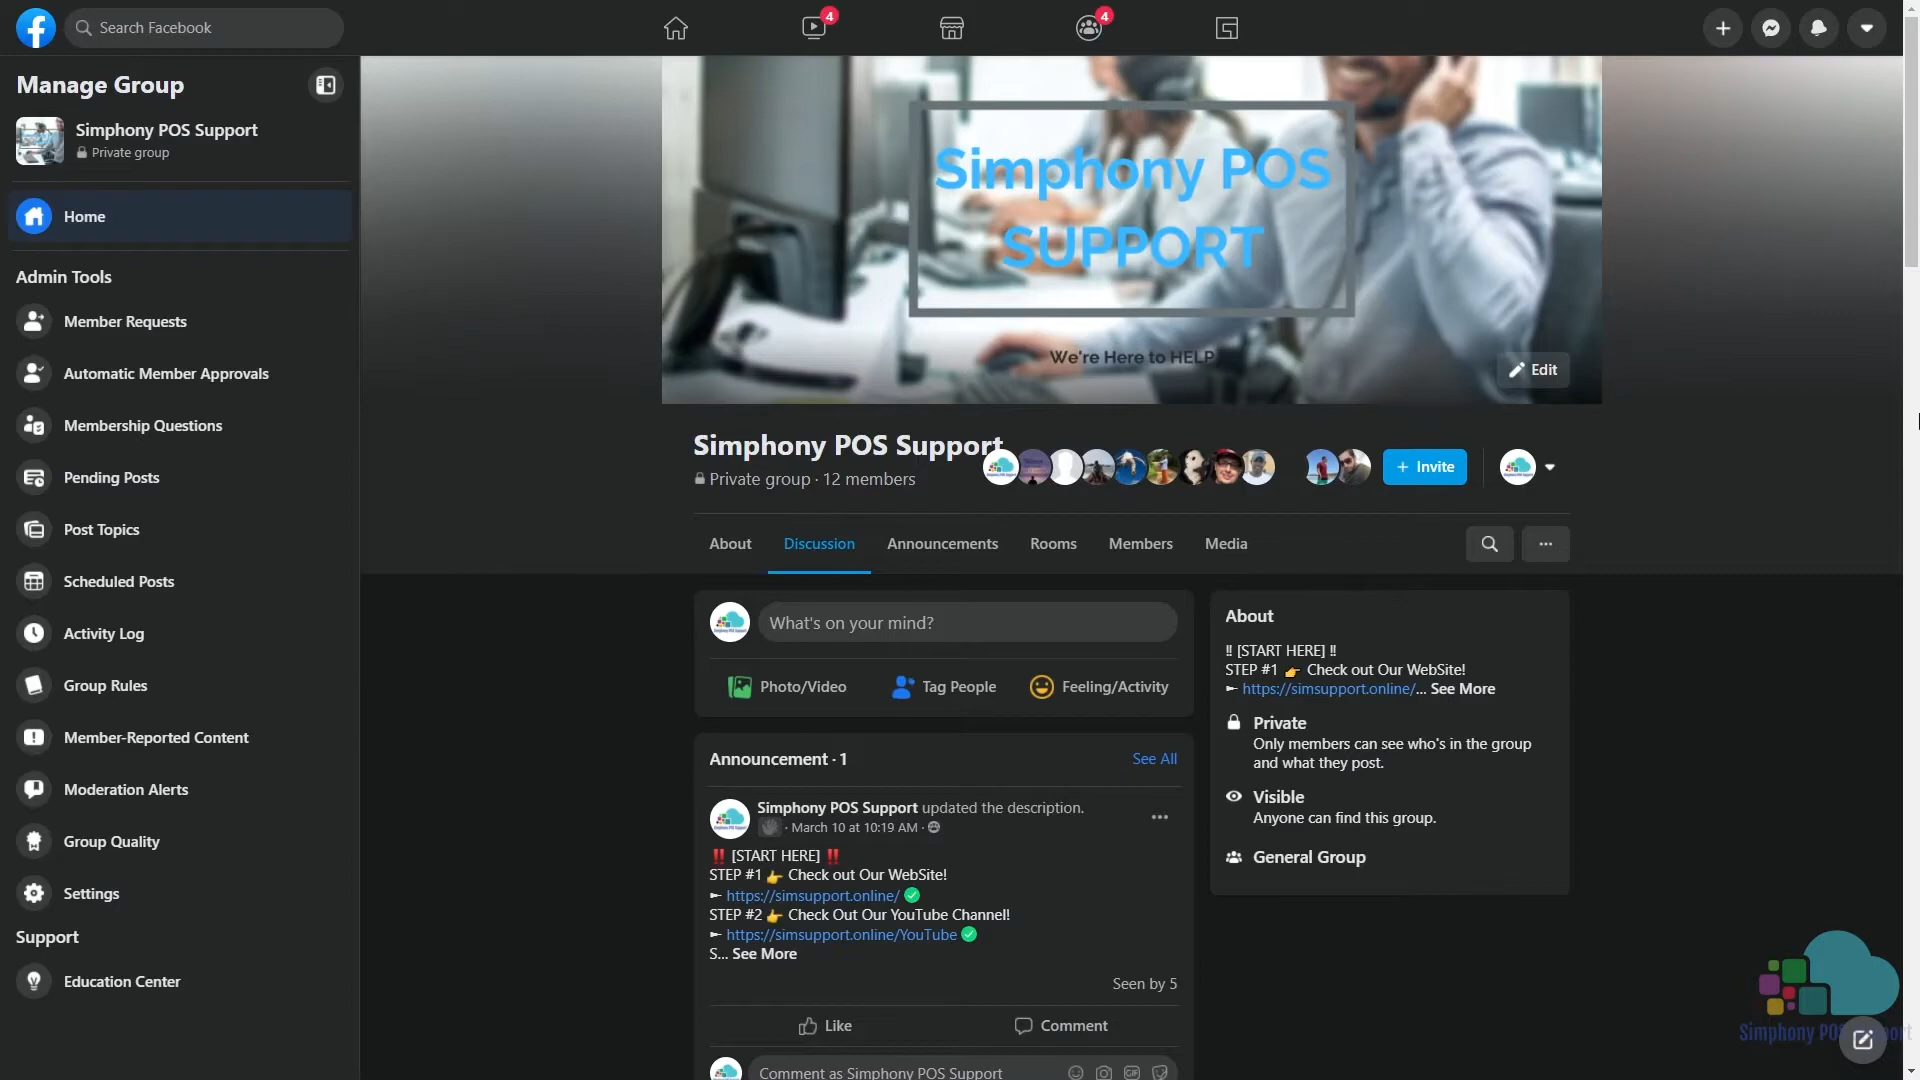 Search Facebook
4
4
Manage Group
Simphony POS Support
Private group
Home
Admin Tools
Member Requests
Automatic Member Approvals
Membership Questions
Pending Posts
Post Topics
Scheduled Posts
Activity Log
Group Rules
Member-Reported Content
Moderation Alerts
Group Quality
Settings
Support
Education Center
Simphony POS
SUPPORT
We're Here to HELP
Edit
Simphony POS Support
Private group · 12 members
+ Invite
About
Discussion
Announcements
Rooms
Members
Media
What's on your mind?
Photo/Video
Tag People
Feeling/Activity
Announcement · 1
See All
Simphony POS Support updated the description.
· March 10 at 10:19 AM ·
‼️ [START HERE] ‼️
STEP #1 👉 Check out Our WebSite!
► https://simsupport.online/ ✅
STEP #2 👉 Check Out Our YouTube Channel!
► https://simsupport.online/YouTube ✅
S... See More
Seen by 5
Like
Comment
Comment as Simphony POS Support
GIF
About
‼ [START HERE] ‼
STEP #1 👉 Check out Our WebSite!
► https://simsupport.online/... See More
Private
Only members can see who's in the group
and what they post.
Visible
Anyone can find this group.
General Group
Simphony